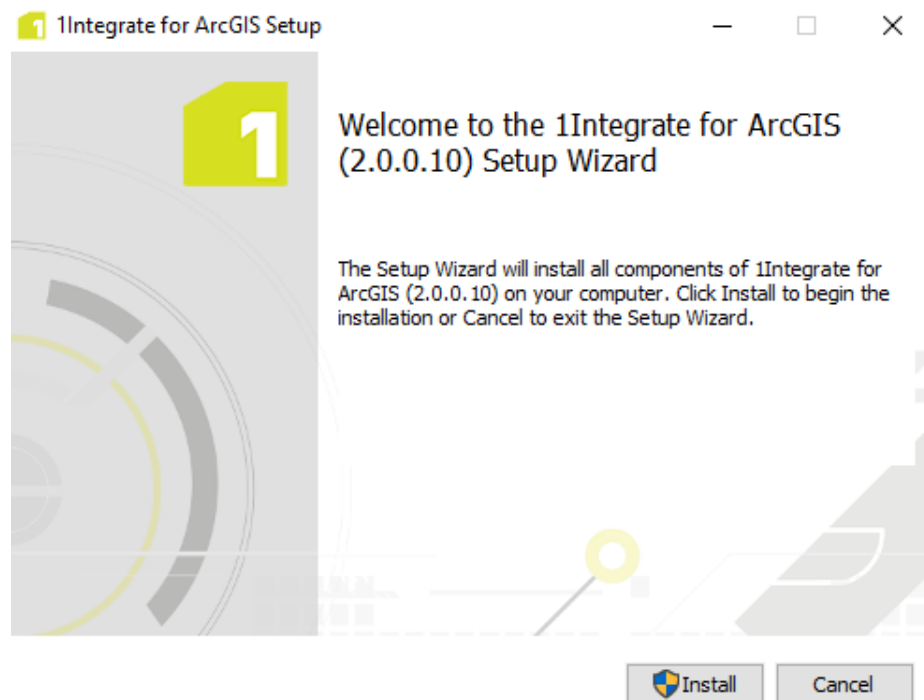 1 1Integrate for ArcGIS Setup
1
Welcome to the 1Integrate for ArcGIS
(2.0.0.10) Setup Wizard
The Setup Wizard will install all components of 1Integrate for
ArcGIS (2.0.0.10) on your computer. Click Install to begin the
installation or Cancel to exit the Setup Wizard.
Install Cancel